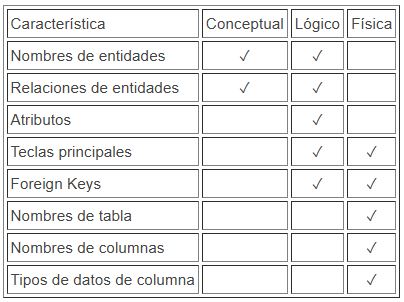 Característica Conceptual Lógico Física
Nombres de entidades ✓ ✓
Relaciones de entidades ✓ ✓
Atributos ✓
Teclas principales ✓ ✓
Foreign Keys ✓ ✓
Nombres de tabla ✓
Nombres de columnas ✓
Tipos de datos de columna ✓